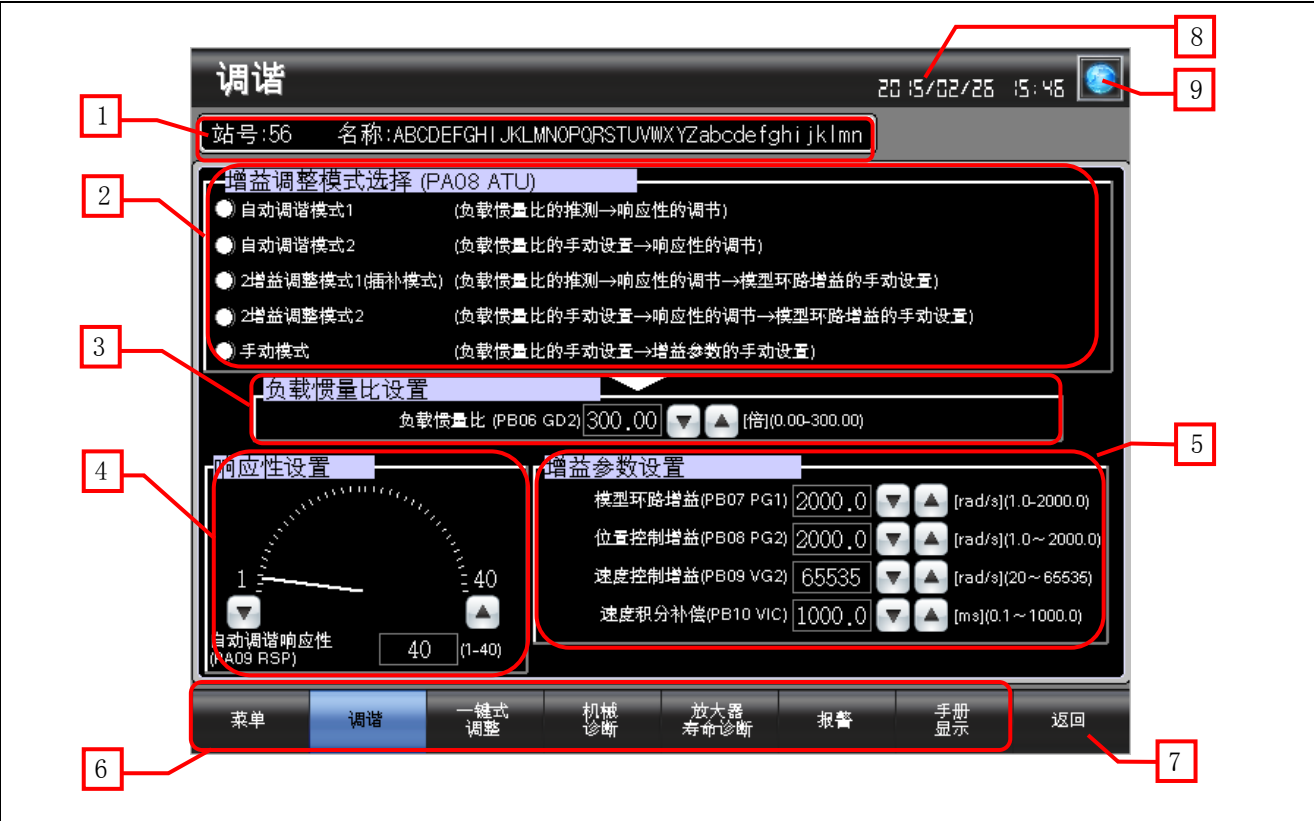 8
调谐
2015/02/26 15:46
9
1
站号:56 名称:ABCDEFGHIJKLMNOPQRSTUVWXYZabcdefghijklmn
2
增益调整模式选择 (PA08 ATU)
自动调谐模式1 (负载惯量比的推测→响应性的调节)
自动调谐模式2 (负载惯量比的手动设置→响应性的调节)
2增益调整模式1(插补模式) (负载惯量比的推测→响应性的调节→模型环路增益的手动设置)
2增益调整模式2 (负载惯量比的手动设置→响应性的调节→模型环路增益的手动设置)
手动模式 (负载惯量比的手动设置→增益参数的手动设置)
3
负载惯量比设置
负载惯量比 (PB06 GD2) 300.00 [倍](0.00-300.00)
5
4
响应性设置
1
40
自动调谐响应性
(PA09 RSP)
40 (1-40)
增益参数设置
模型环路增益(PB07 PG1) 2000.0 [rad/s](1.0-2000.0)
位置控制增益(PB08 PG2) 2000.0 [rad/s](1.0～2000.0)
速度控制增益(PB09 VG2) 65535 [rad/s](20～65535)
速度积分补偿(PB10 VIC) 1000.0 [ms](0.1～1000.0)
菜单
调谐
一键式
调整
机械
诊断
放大器
寿命诊断
报警
手册
显示
返回
6
7